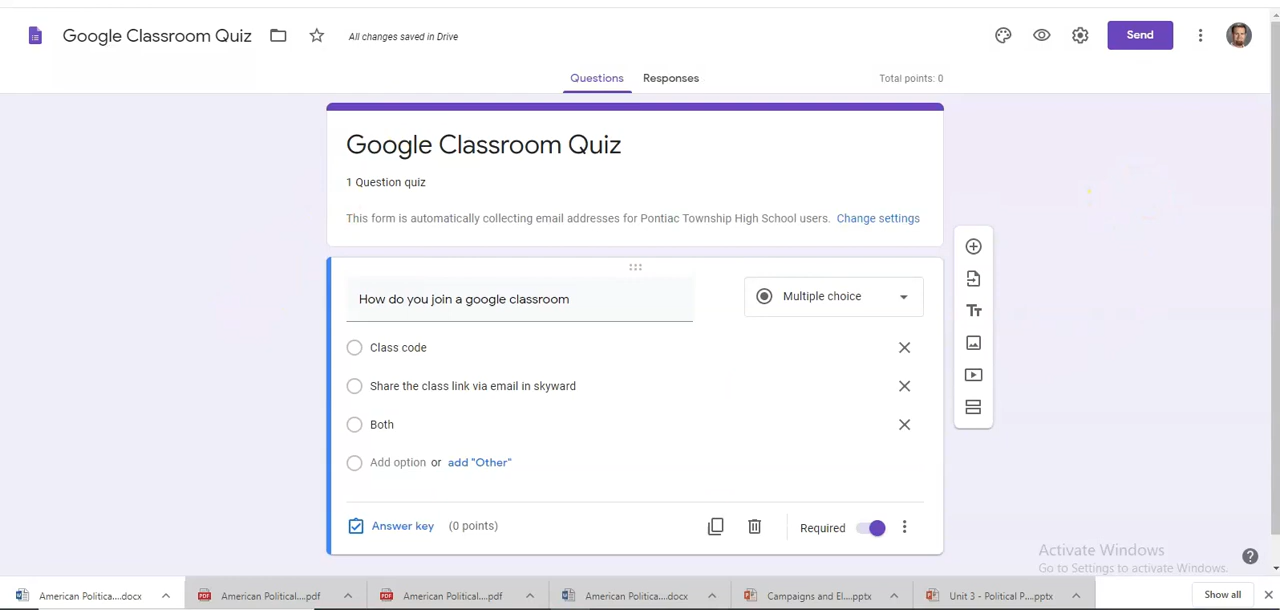 Google Classroom Quiz
All changes saved in Drive
Send
Questions
Responses
Total points: 0
Google Classroom Quiz
1 Question quiz
This form is automatically collecting email addresses for Pontiac Township High School users. Change settings
How do you join a google classroom
Multiple choice
Class code
Share the class link via email in skyward
Both
Add option or add "Other"
Answer key (0 points)
Required
Activate Windows
Go to Settings to activate Windows.
American Politica....docx
American Political....pdf
American Political....pdf
American Politica....docx
Campaigns and El....pptx
Unit 3 - Political P....pptx
Show all